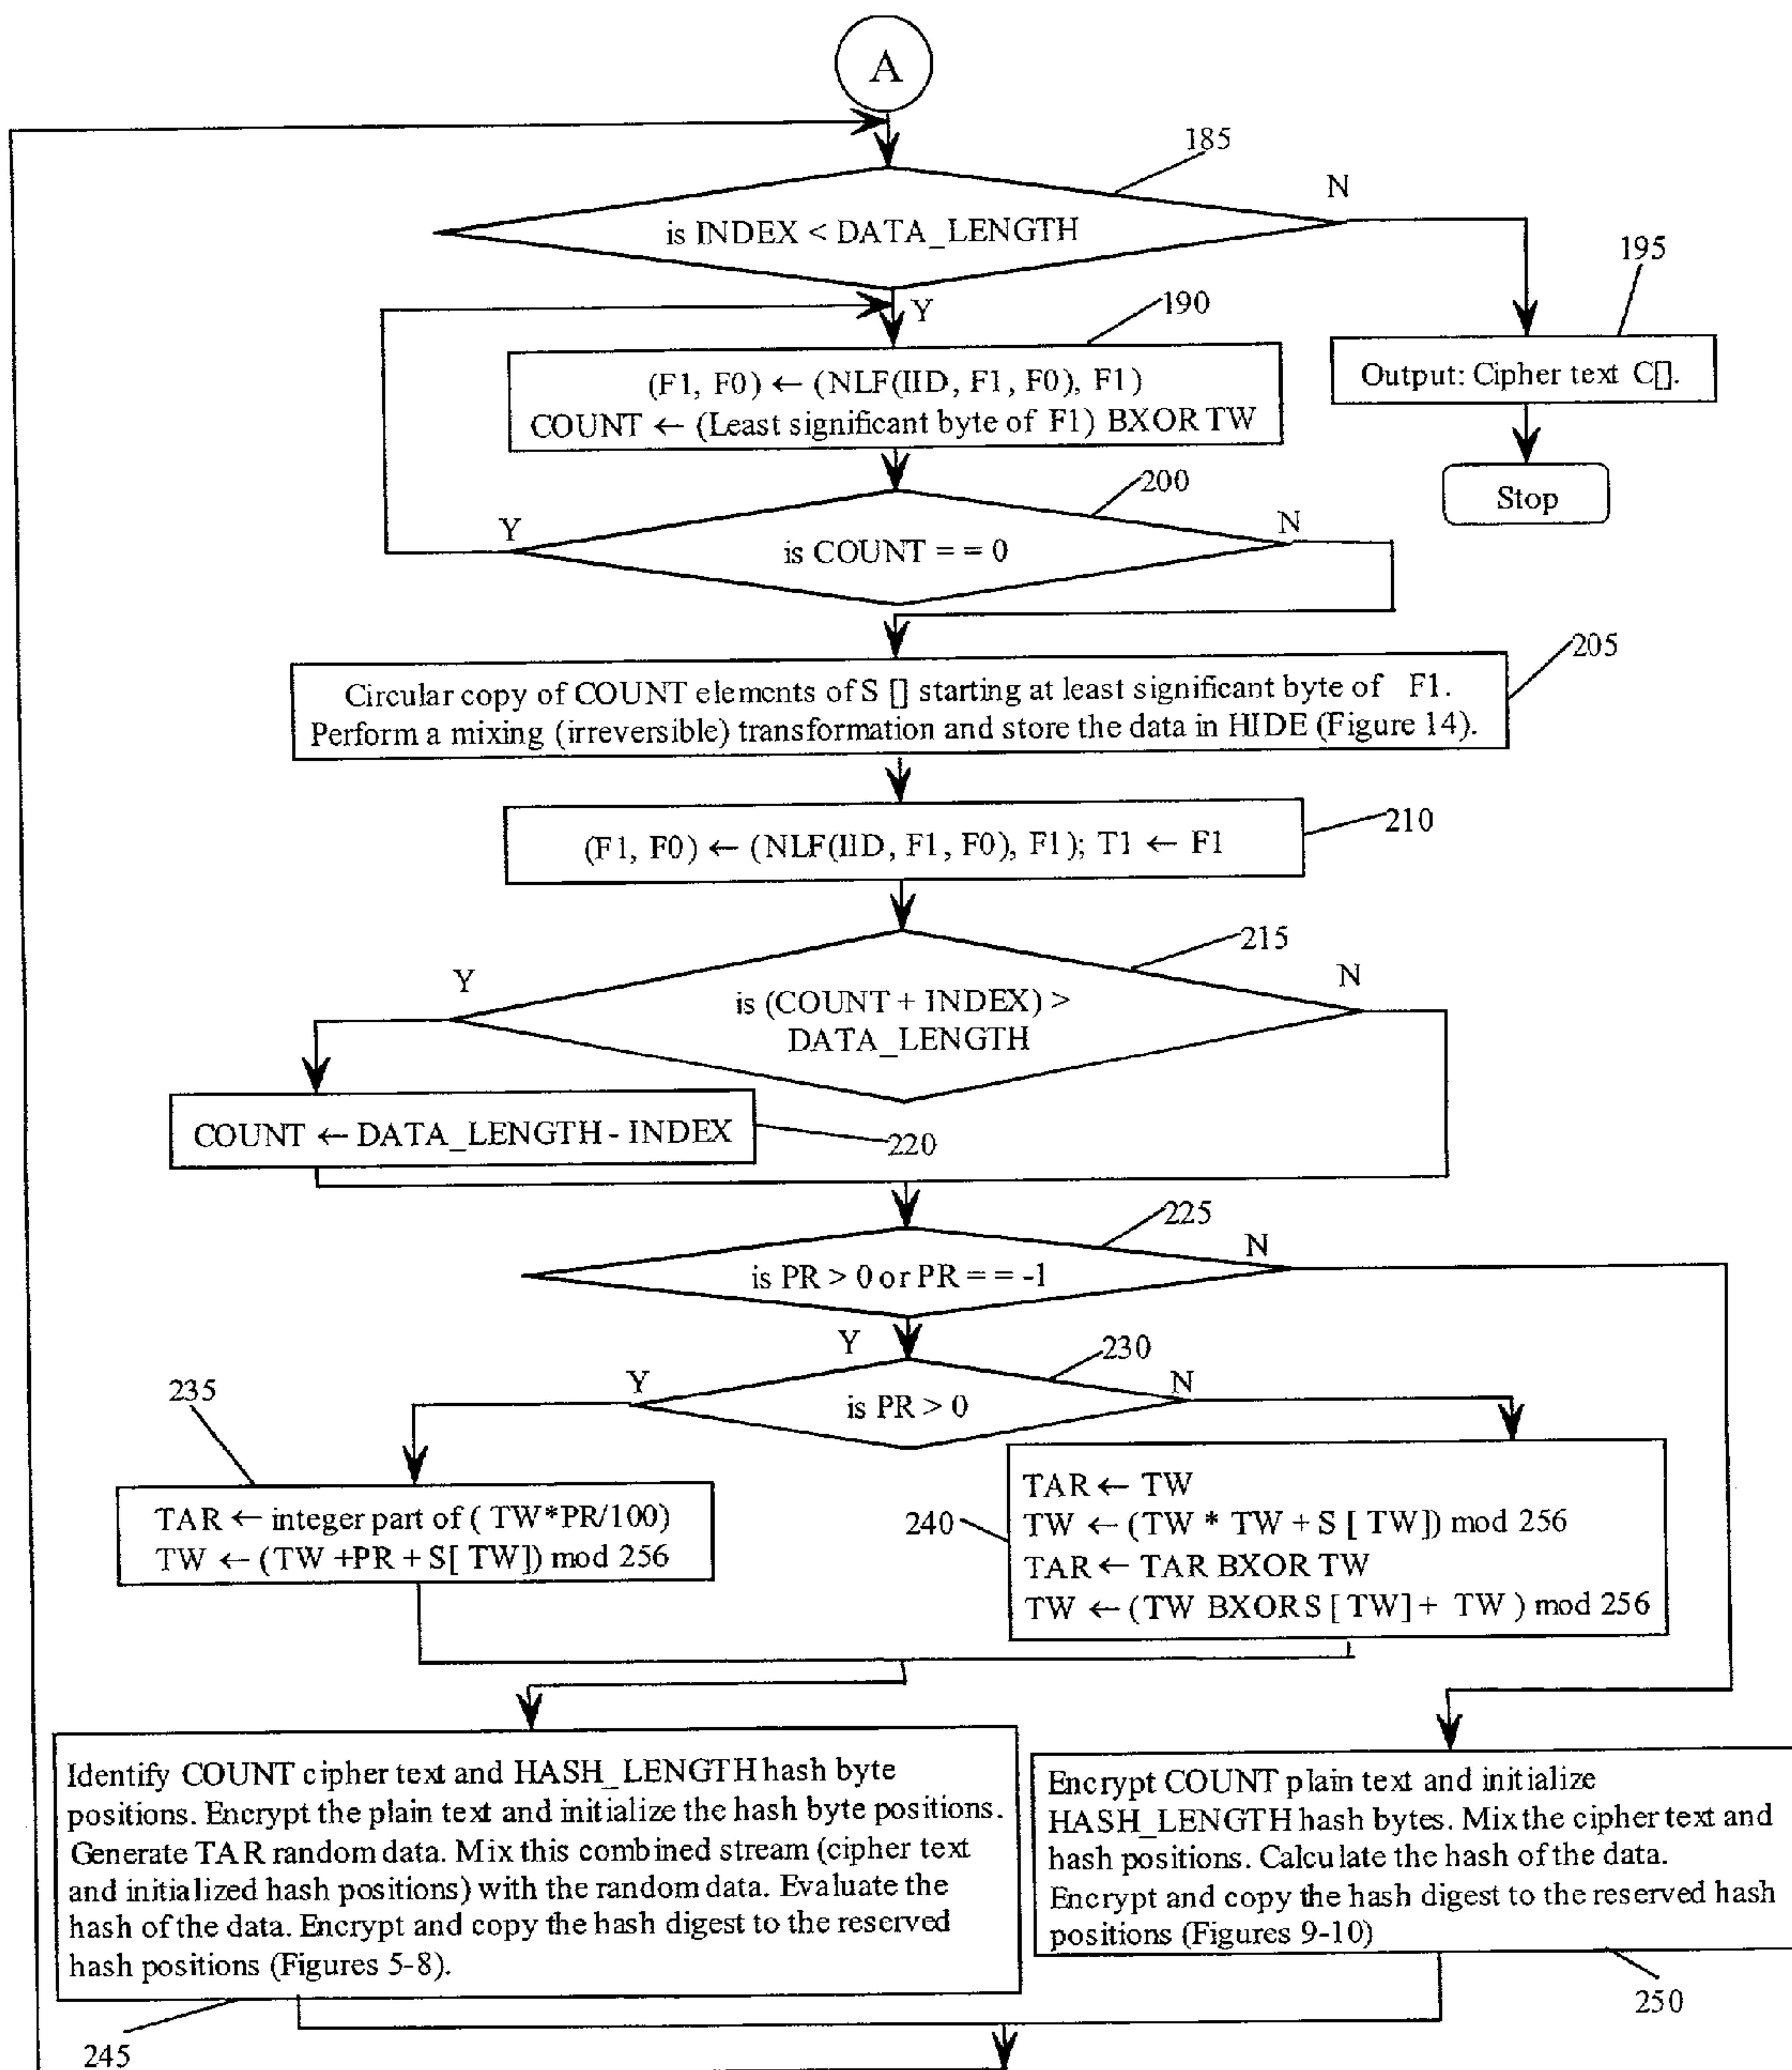 A
185
N
is INDEX < DATA_LENGTH
195
Y
190
(F1, F0) ← (NLF(IID, F1, F0), F1)
COUNT ← (Least significant byte of F1) BXOR TW
Output: Cipher text C[].
200
Stop
Y
N
is COUNT = = 0
205
Circular copy of COUNT elements of S [] starting at least significant byte of F1.
Perform a mixing (irreversible) transformation and store the data in HIDE (Figure 14).
210
(F1, F0) ← (NLF(IID, F1, F0), F1); T1 ← F1
215
Y
N
is (COUNT + INDEX) >
DATA_LENGTH
COUNT ← DATA_LENGTH - INDEX
220
225
N
is PR > 0 or PR = = -1
Y
230
235
Y
N
is PR > 0
TAR ← integer part of ( TW*PR/100)
TW ← (TW +PR + S[ TW]) mod 256
240
TAR ← TW
TW ← (TW * TW + S [ TW]) mod 256
TAR ← TAR BXOR TW
TW ← (TW BXOR S [ TW] + TW ) mod 256
Identify COUNT cipher text and HASH_LENGTH hash byte
positions. Encrypt the plain text and initialize the hash byte positions.
Generate TAR random data. Mix this combined stream (cipher text
and initialized hash positions) with the random data. Evaluate the
hash of the data. Encrypt and copy the hash digest to the reserved
hash positions (Figures 5-8).
Encrypt COUNT plain text and initialize
HASH_LENGTH hash bytes. Mix the cipher text and
hash positions. Calculate the hash of the data.
Encrypt and copy the hash digest to the reserved hash
positions (Figures 9-10)
250
245